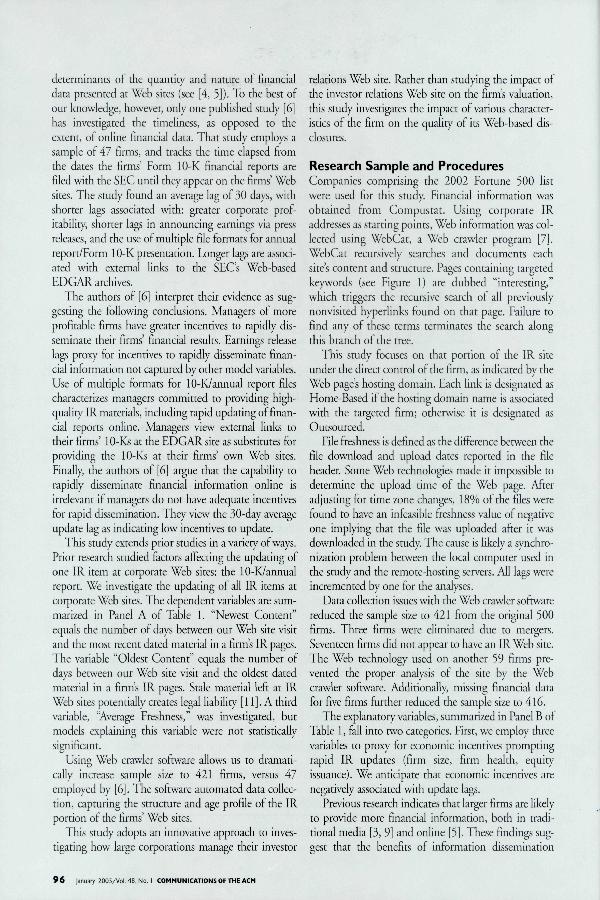 determinants of the quantity and nature of financial
data presented at Web sites (see [4, 5]). To the best of
our knowledge, however, only one published study [6]
has investigated the timeliness, as opposed to the
extent, of online financial data. That study employs a
sample of 47 firms, and tracks the time elapsed from
the dates the firms' Form 10-K financial reports are
filed with the SEC until they appear on the firms' Web
sites. The study found an average lag of 30 days, with
shorter lags associated with: greater corporate prof-
itability, shorter lags in announcing earnings via press
releases, and the use of multiple file formats for annual
report/Form 10-K presentation. Longer lags are associ-
ated with external links to the SEC's Web-based
EDGAR archives.
The authors of [6] interpret their evidence as sug-
gesting the following conclusions. Managers of more
profitable firms have greater incentives to rapidly dis-
seminate their firms' financial results. Earnings release
lags proxy for incentives to rapidly disseminate finan-
cial information not captured by other model variables.
Use of multiple formats for 10-K/annual report files
characterizes managers committed to providing high-
quality IR materials, including rapid updating of finan-
cial reports online. Managers view external links to
their firms' 10-Ks at the EDGAR site as substitutes for
providing the 10-Ks at their firms' own Web sites.
Finally, the authors of [6] argue that the capability to
rapidly disseminate financial information online is
irrelevant if managers do not have adequate incentives
for rapid dissemination. They view the 30-day average
update lag as indicating low incentives to update.
This study extends prior studies in a variety of ways.
Prior research studied factors affecting the updating of
one IR item at corporate Web sites: the 10-K/annual
report. We investigate the updating of all IR items at
corporate Web sites. The dependent variables are sum-
marized in Panel A of Table 1. "Newest Content"
equals the number of days between our Web site visit
and the most recent dated material in a firm's IR pages.
The variable "Oldest Content" equals the number of
days between our Web site visit and the oldest dated
material in a firm's IR pages. Stale material left at IR
Web sites potentially creates legal liability [11]. A third
variable, "Average Freshness," was investigated, but
models explaining this variable were not statistically
significant.
Using Web crawler software allows us to dramati-
cally increase sample size to 421 firms, versus 47
employed by [6]. The software automated data collec-
tion, capturing the structure and age profile of the IR
portion of the firms' Web sites.
This study adopts an innovative approach to inves-
tigating how large corporations manage their investor
relations Web site. Rather than studying the impact of
the investor relations Web site on the firm's valuation,
this study investigates the impact of various character-
istics of the firm on the quality of its Web-based dis-
closures.
Research Sample and Procedures
Companies comprising the 2002 Fortune 500 list
were used for this study. Financial information was
obtained from Compustat. Using corporate IR
addresses as starting points, Web information was col-
lected using WebCat, a Web crawler program [7].
WebCat recursively searches and documents each
site's content and structure. Pages containing targeted
keywords (see Figure 1) are dubbed "interesting,"
which triggers the recursive search of all previously
nonvisited hyperlinks found on that page. Failure to
find any of these terms terminates the search along
this branch of the tree.
This study focuses on that portion of the IR site
under the direct control of the firm, as indicated by the
Web page's hosting domain. Each link is designated as
Home-Based if the hosting domain name is associated
with the targeted firm; otherwise it is designated as
Outsourced.
File freshness is defined as the difference between the
file download and upload dates reported in the file
header. Some Web technologies made it impossible to
determine the upload time of the Web page. After
adjusting for time zone changes, 18% of the files were
found to have an infeasible freshness value of negative
one implying that the file was uploaded after it was
downloaded in the study. The cause is likely a synchro-
nization problem between the local computer used in
the study and the remote-hosting servers. All lags were
incremented by one for the analyses.
Data collection issues with the Web crawler software
reduced the sample size to 421 from the original 500
firms. Three firms were eliminated due to mergers.
Seventeen firms did not appear to have an IR Web site.
The Web technology used on another 59 firms pre-
vented the proper analysis of the site by the Web
crawler software. Additionally, missing financial data
for five firms further reduced the sample size to 416.
The explanatory variables, summarized in Panel B of
Table 1, fall into two categories. First, we employ three
variables to proxy for economic incentives prompting
rapid IR updates (firm size, firm health, equity
issuance). We anticipate that economic incentives are
negatively associated with update lags.
Previous research indicates that larger firms are likely
to provide more financial information, both in tradi-
tional media [3, 9] and online [5]. These findings sug-
gest that the benefits of information dissemination
96 January 2005/Vol. 48, No. 1 COMMUNICATIONS OF THE ACM